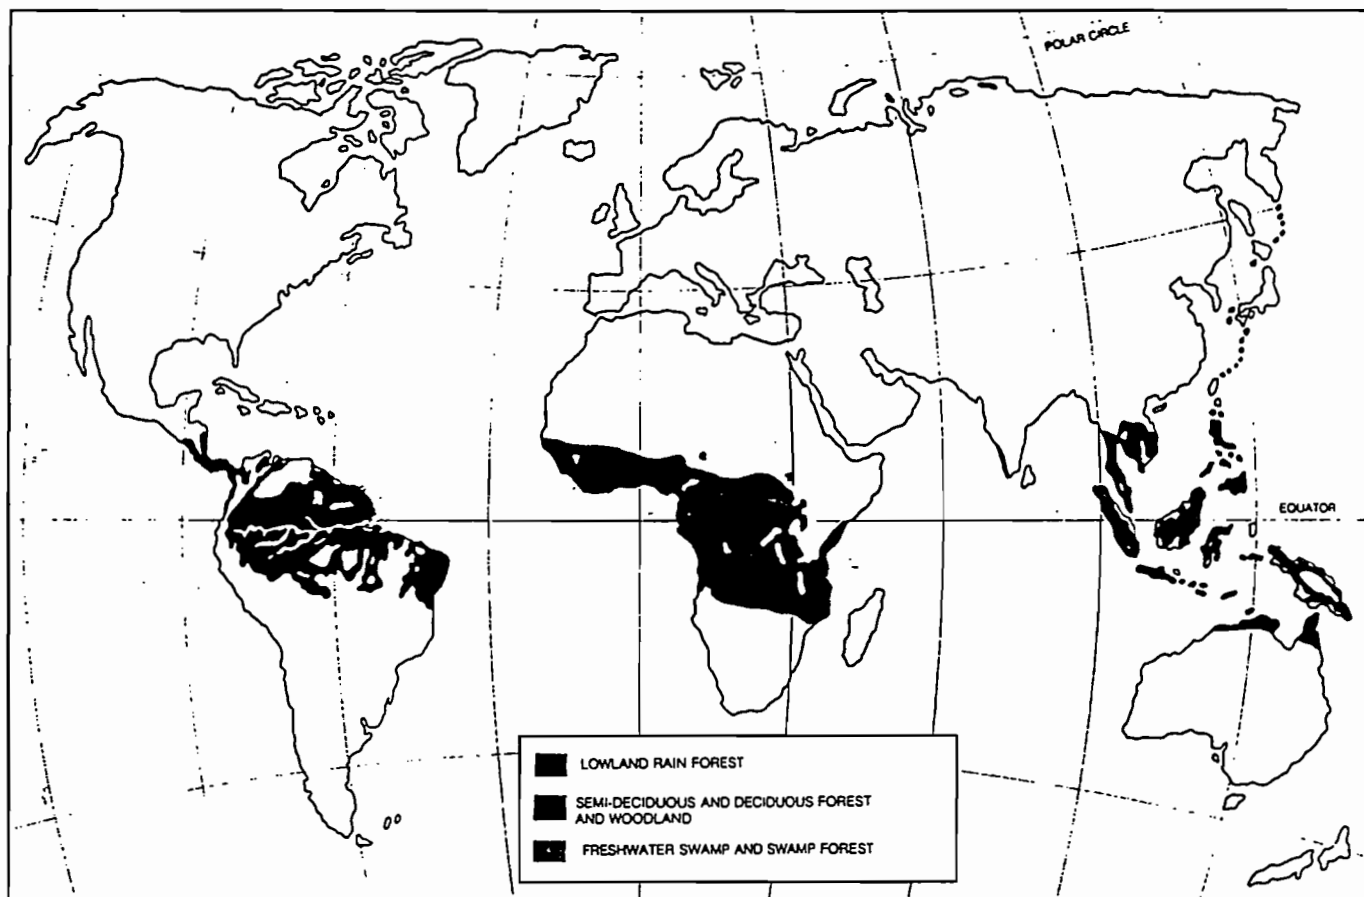 POLAR CIRCLE
EQUATOR
LOWLAND RAIN FOREST
SEMI-DECIDUOUS AND DECIDUOUS FOREST
AND WOODLAND
FRESHWATER SWAMP AND SWAMP FOREST